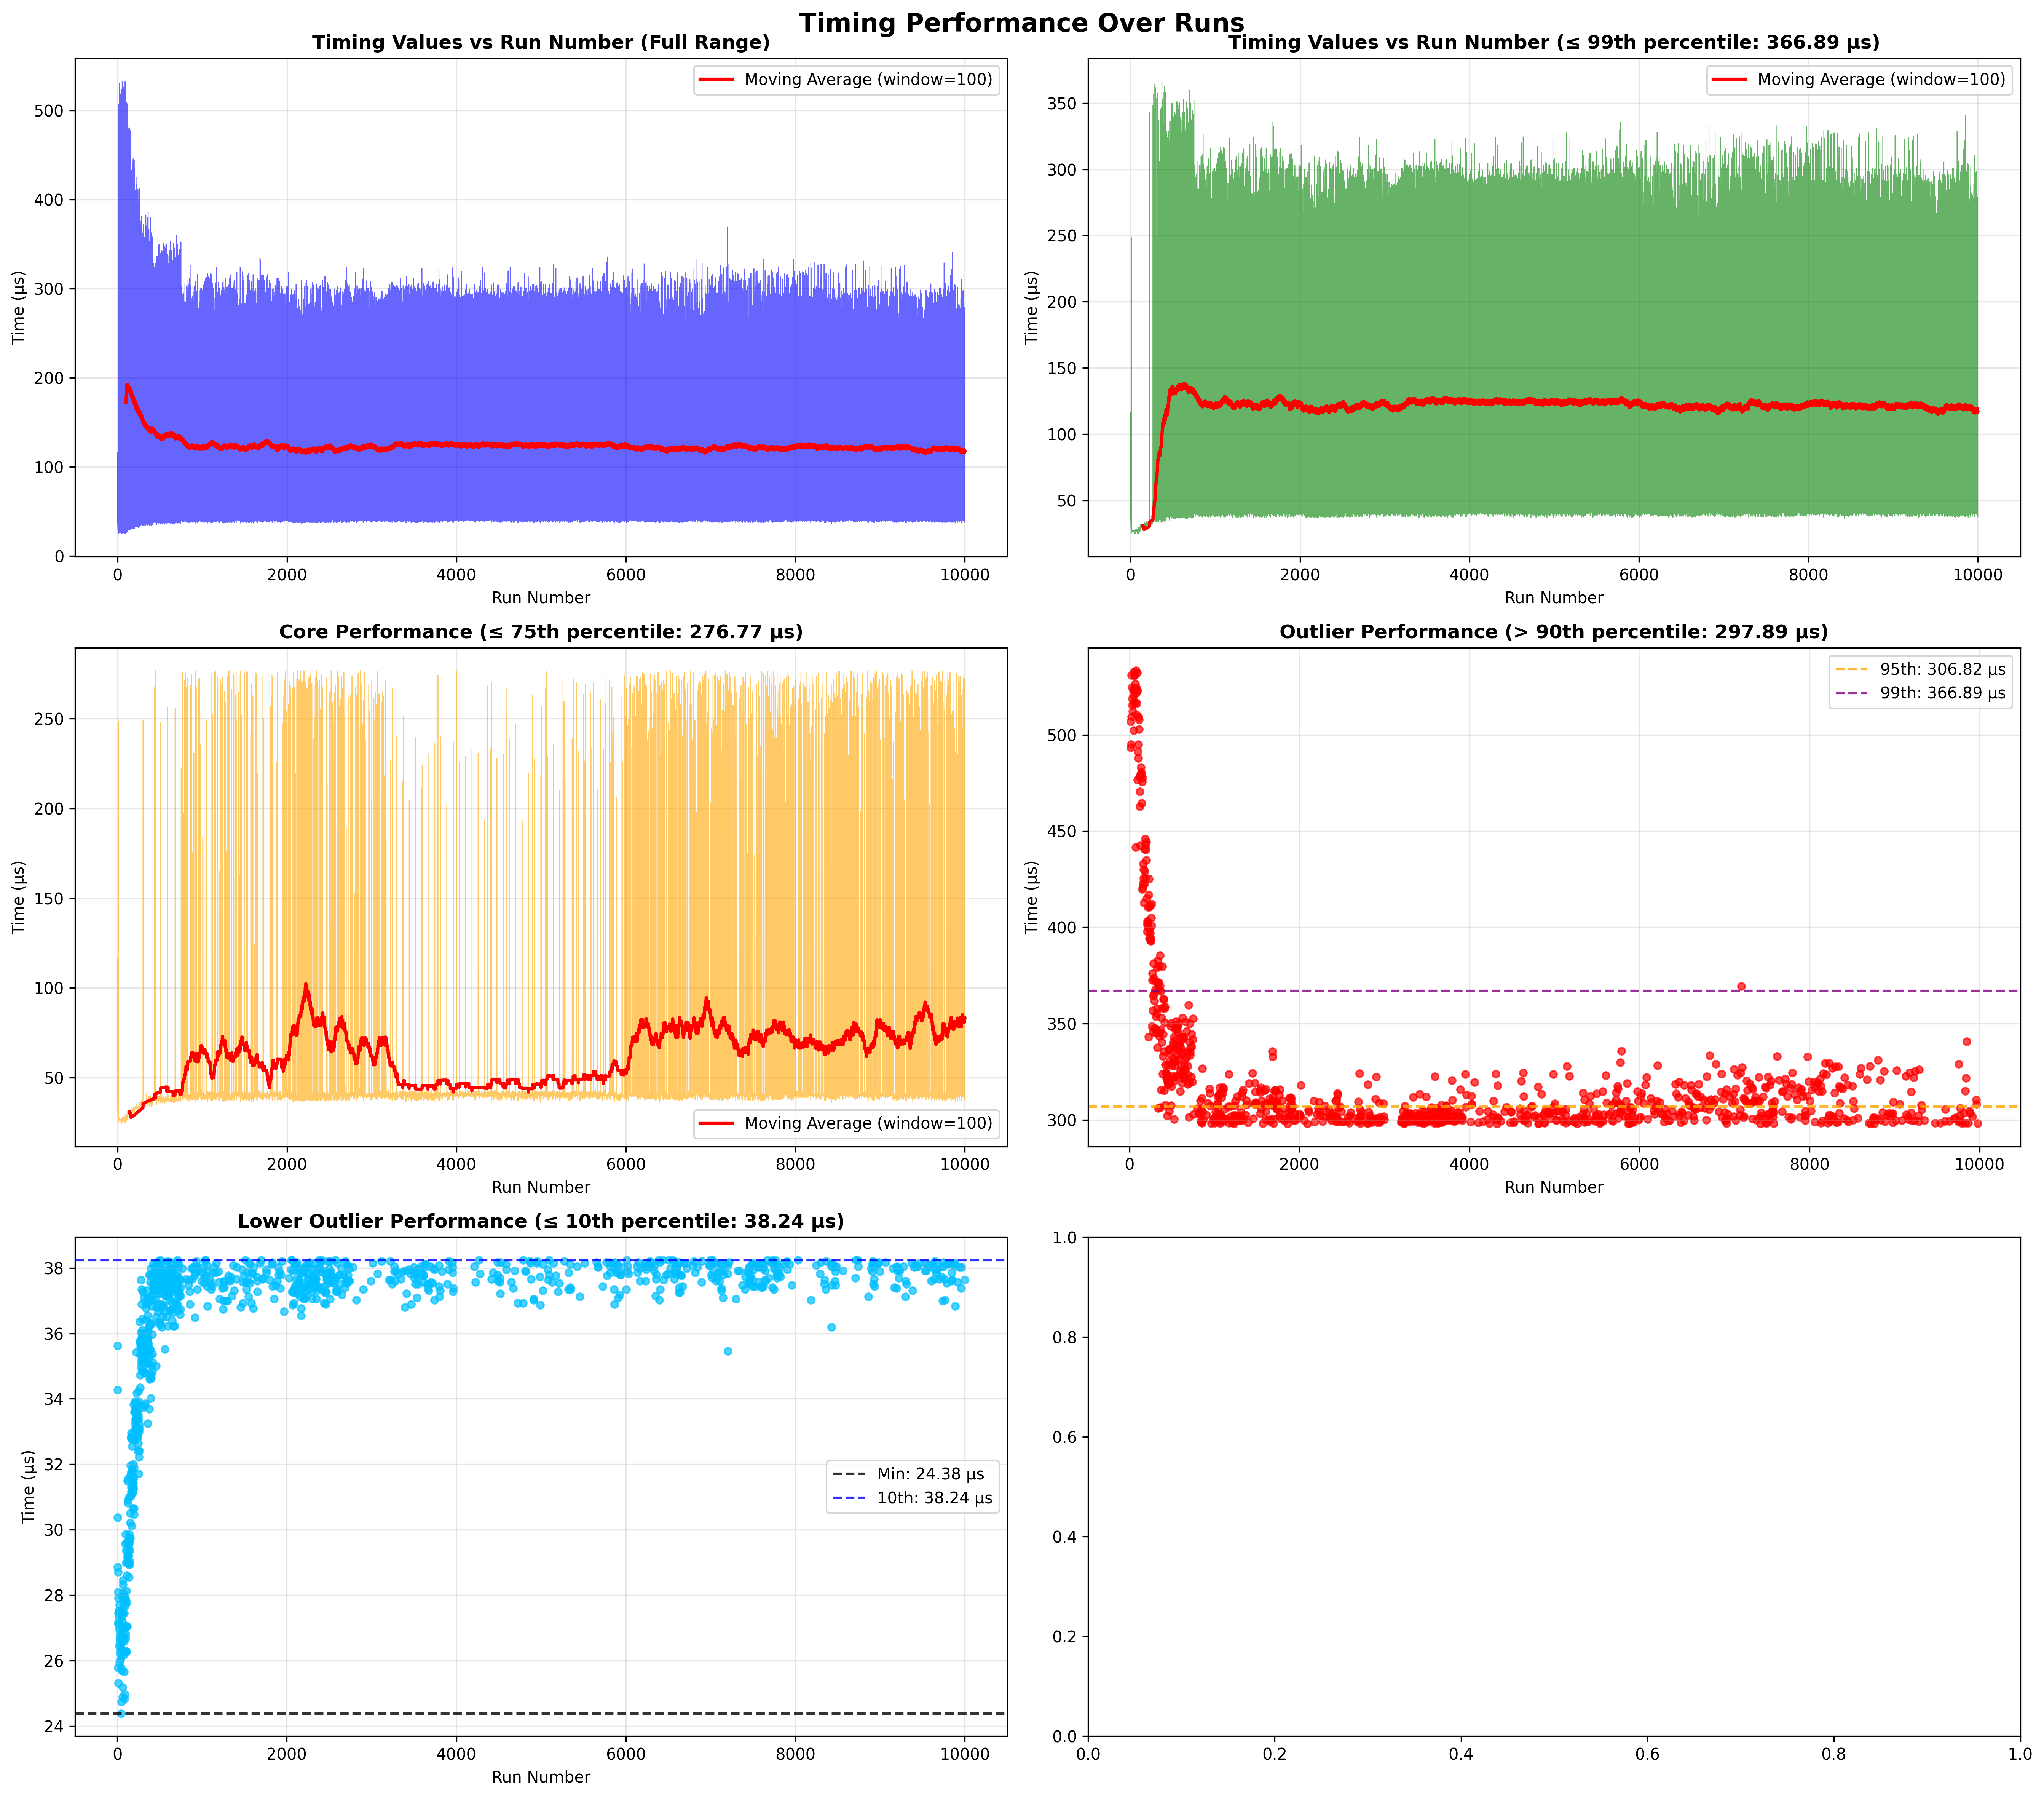 Timing Performance Over Runs
Timing Values vs Run Number (Full Range)
Time (µs)
500
400
300
200
100
0
0 2000 4000 6000 8000 10000
Run Number
Moving Average (window=100)
Timing Values vs Run Number (≤ 99th percentile: 366.89 µs)
Time (µs)
350
300
250
200
150
100
50
0 2000 4000 6000 8000 10000
Run Number
Moving Average (window=100)
Core Performance (≤ 75th percentile: 276.77 µs)
Time (µs)
250
200
150
100
50
0 2000 4000 6000 8000 10000
Run Number
Moving Average (window=100)
Outlier Performance (> 90th percentile: 297.89 µs)
Time (µs)
500
450
400
350
300
0 2000 4000 6000 8000 10000
Run Number
95th: 306.82 µs
99th: 366.89 µs
Lower Outlier Performance (≤ 10th percentile: 38.24 µs)
Time (µs)
38
36
34
32
30
28
26
24
0 2000 4000 6000 8000 10000
Run Number
Min: 24.38 µs
10th: 38.24 µs
1.0
0.8
0.6
0.4
0.2
0.0
0.0 0.2 0.4 0.6 0.8 1.0